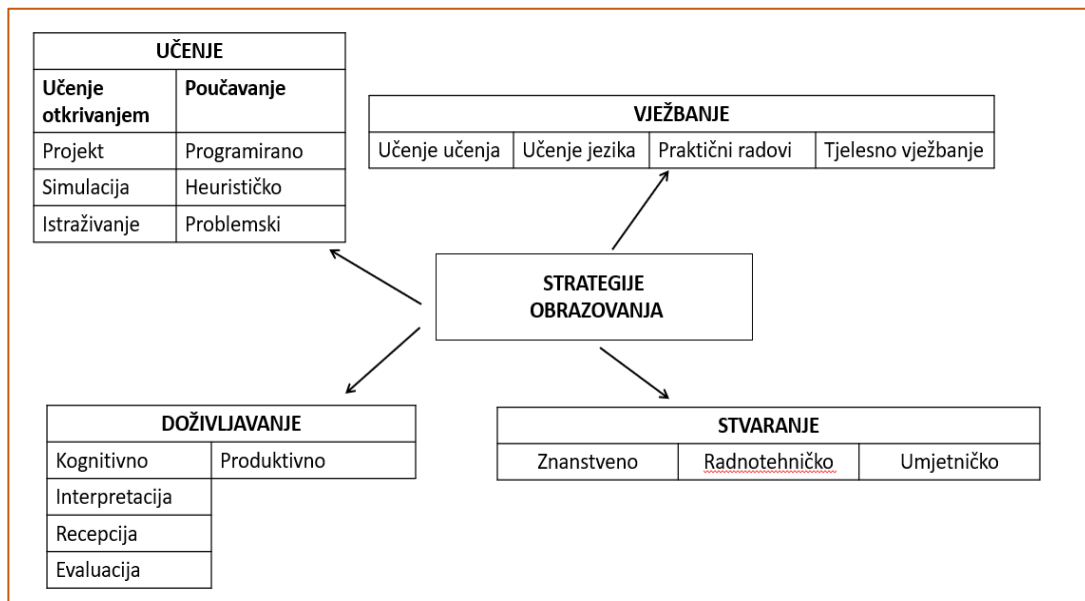 UČENJE
Učenje otkrivanjem Poučavanje
Projekt Programirano
Simulacija Heurističko
Istraživanje Problemski
VJEŽBANJE
Učenje učenja Učenje jezika Praktični radovi Tjelesno vježbanje
STRATEGIJE
OBRAZOVANJA
DOŽIVLJAVANJE
Kognitivno Produktivno
Interpretacija
Recepcija
Evaluacija
STVARANJE
Znanstveno Radnotehničko Umjetničko